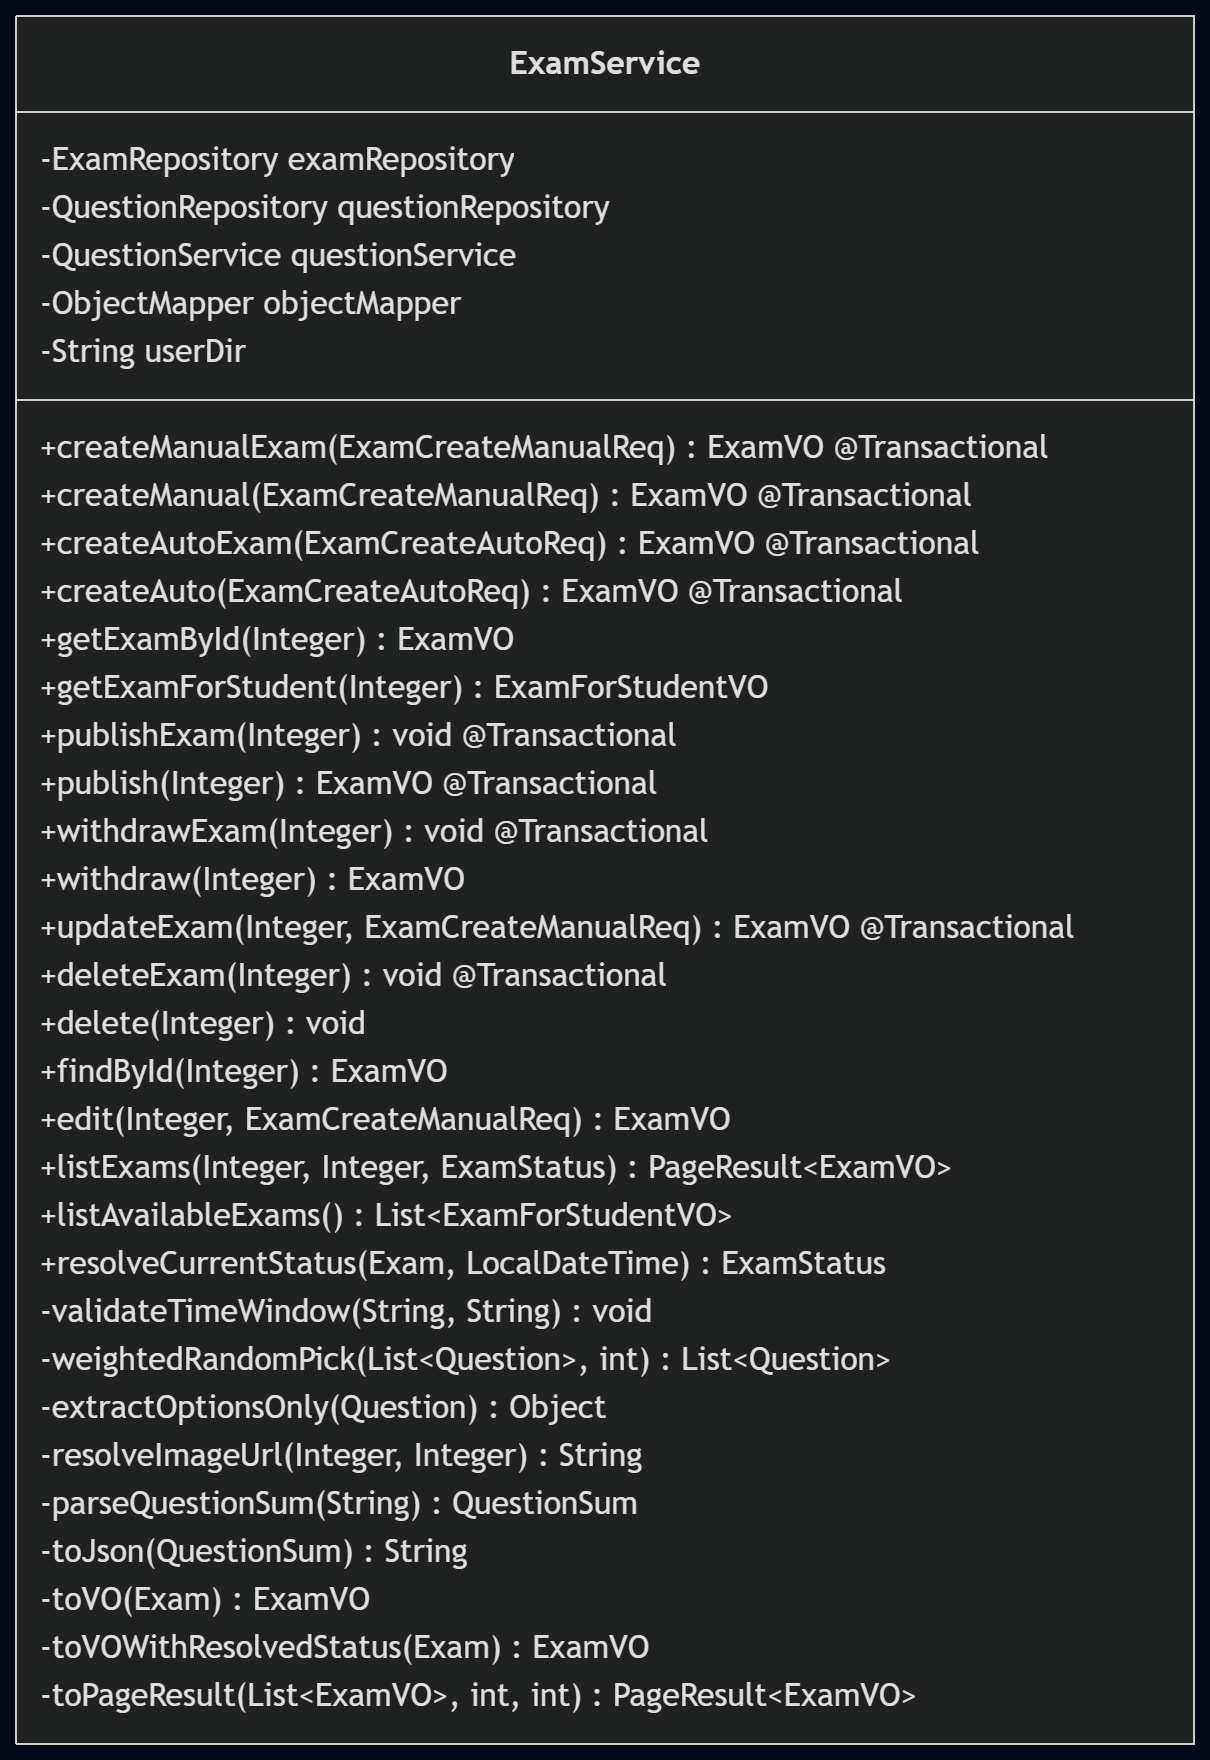 ExamService
-ExamRepository examRepository
-QuestionRepository questionRepository
-QuestionService questionService
-ObjectMapper objectMapper
-String userDir
+createManualExam(ExamCreateManualReq) : ExamVO @Transactional
+createManual(ExamCreateManualReq) : ExamVO @Transactional
+createAutoExam(ExamCreateAutoReq) : ExamVO @Transactional
+createAuto(ExamCreateAutoReq) : ExamVO @Transactional
+getExamById(Integer) : ExamVO
+getExamForStudent(Integer) : ExamForStudentVO
+publishExam(Integer) : void @Transactional
+publish(Integer) : ExamVO @Transactional
+withdrawExam(Integer) : void @Transactional
+withdraw(Integer) : ExamVO
+updateExam(Integer, ExamCreateManualReq) : ExamVO @Transactional
+deleteExam(Integer) : void @Transactional
+delete(Integer) : void
+findById(Integer) : ExamVO
+edit(Integer, ExamCreateManualReq) : ExamVO
+listExams(Integer, Integer, ExamStatus) : PageResult<ExamVO>
+listAvailableExams() : List<ExamForStudentVO>
+resolveCurrentStatus(Exam, LocalDateTime) : ExamStatus
-validateTimeWindow(String, String) : void
-weightedRandomPick(List<Question>, int) : List<Question>
-extractOptionsOnly(Question) : Object
-resolveImageUrl(Integer, Integer) : String
-parseQuestionSum(String) : QuestionSum
-toJson(QuestionSum) : String
-toVO(Exam) : ExamVO
-toVOWithResolvedStatus(Exam) : ExamVO
-toPageResult(List<ExamVO>, int, int) : PageResult<ExamVO>